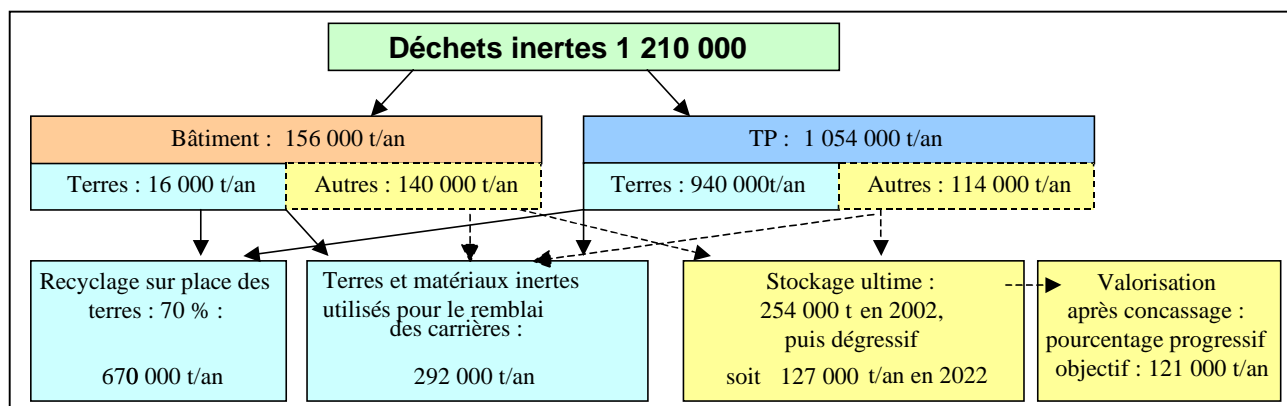 Déchets inertes 1 210 000
Bâtiment : 156 000 t/an
TP : 1 054 000 t/an
Terres : 16 000 t/an
Autres : 140 000 t/an
Terres : 940 000t/an
Autres : 114 000 t/an
Recyclage sur place des
terres : 70 % :
670 000 t/an
Terres et matériaux inertes
utilisés pour le remblai
des carrières :
292 000 t/an
Stockage ultime :
254 000 t en 2002,
puis dégressif
soit 127 000 t/an en 2022
Valorisation
après concassage :
pourcentage progressif
objectif : 121 000 t/an